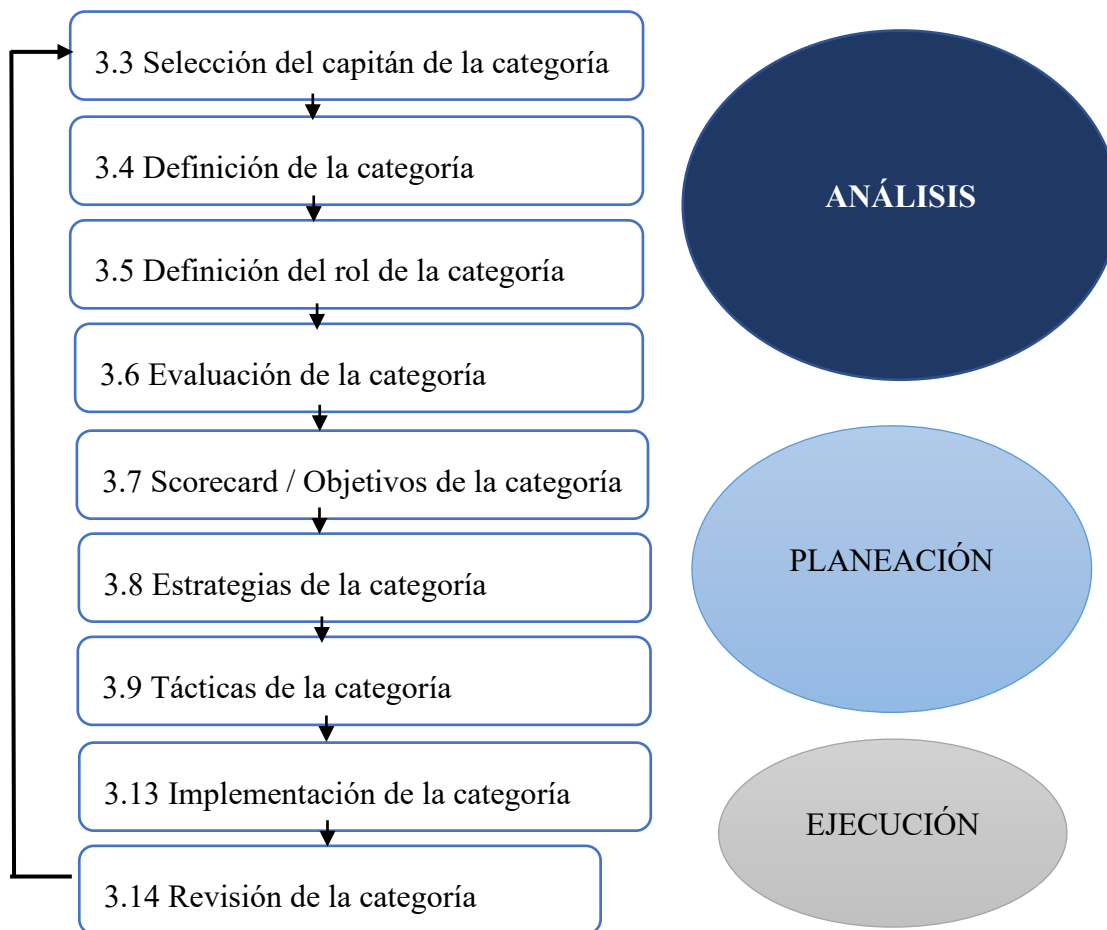 3.3 Selección del capitán de la categoría
3.4 Definición de la categoría
3.5 Definición del rol de la categoría
3.6 Evaluación de la categoría
3.7 Scorecard / Objetivos de la categoría
3.8 Estrategias de la categoría
3.9 Tácticas de la categoría
3.13 Implementación de la categoría
3.14 Revisión de la categoría
ANÁLISIS
PLANEACIÓN
EJECUCIÓN